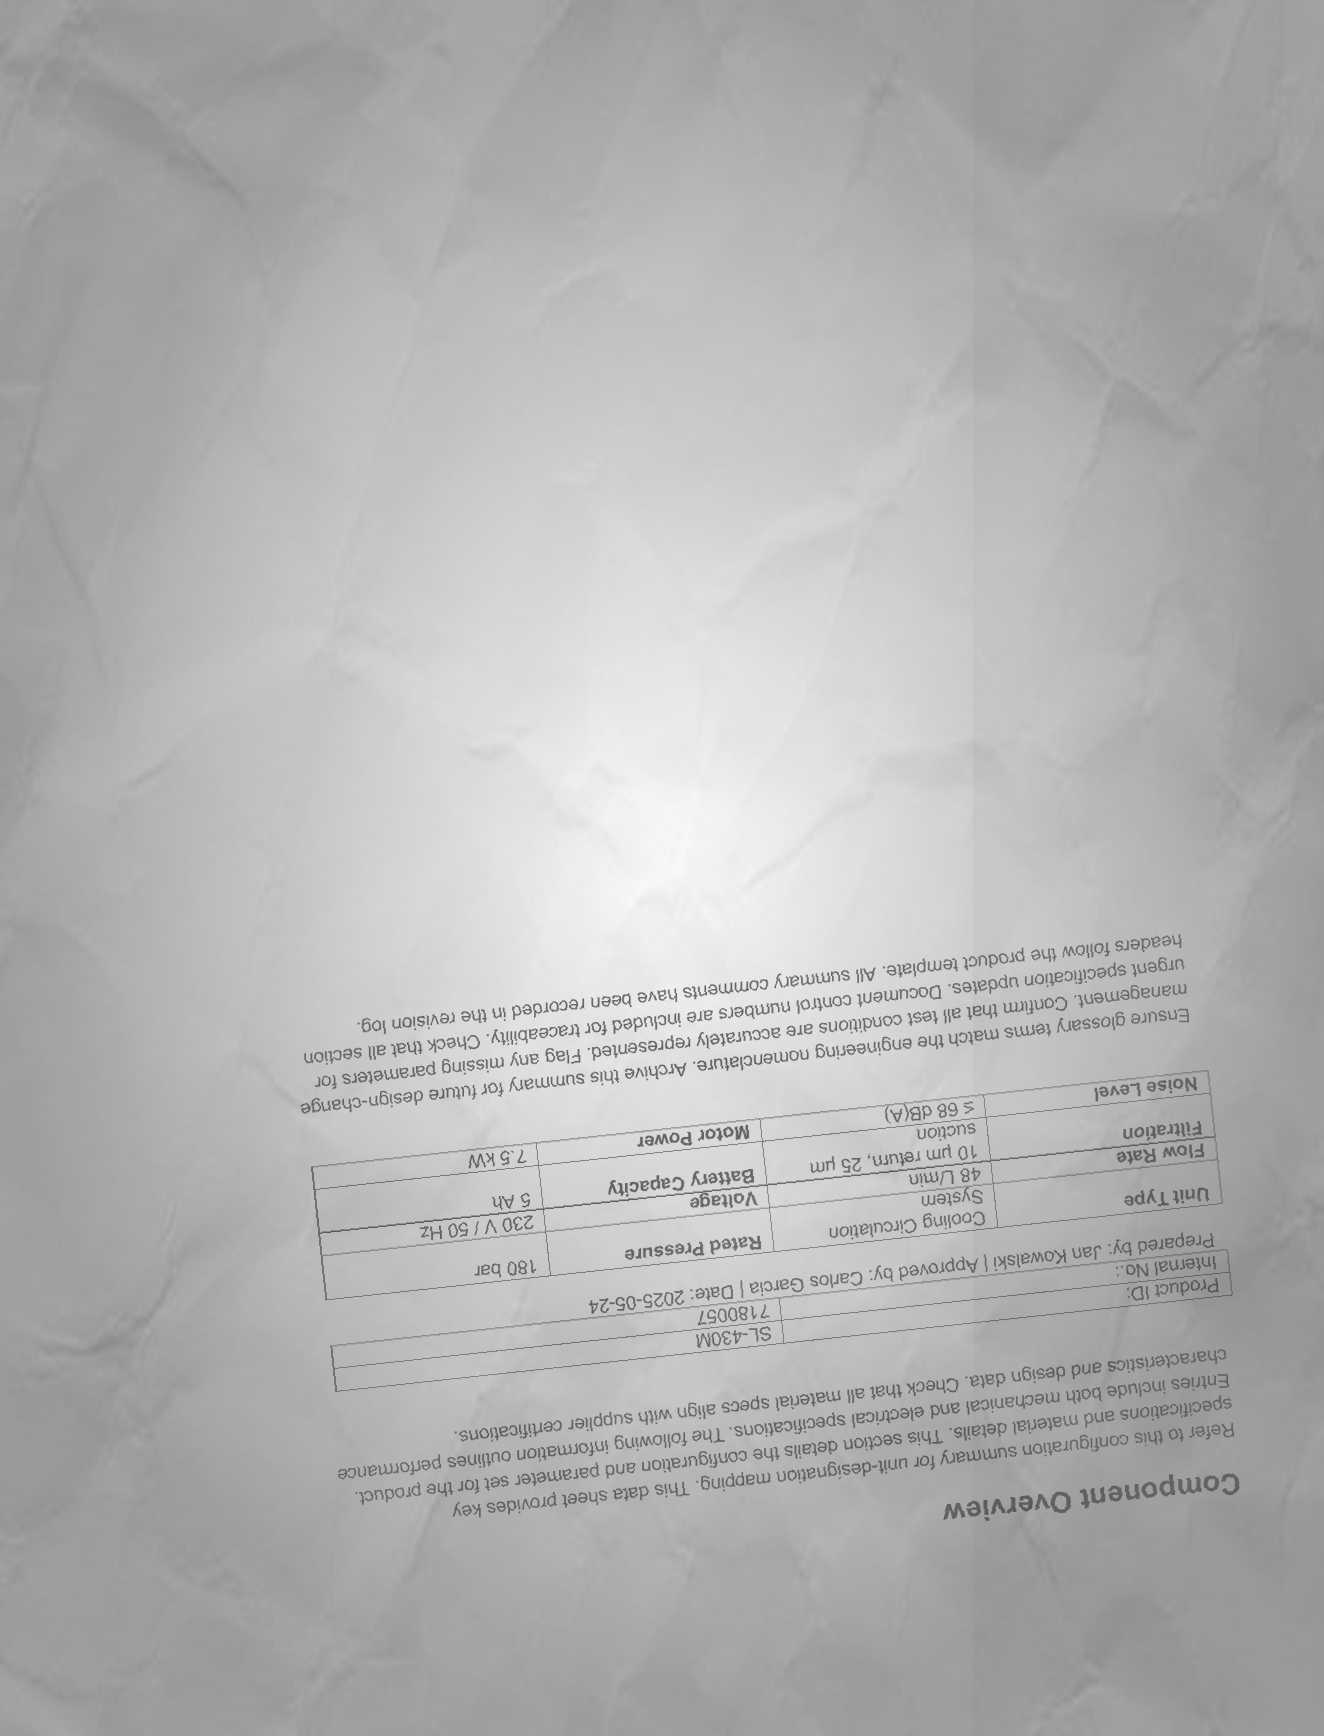 Component Overview
Refer to this configuration summary for unit-designation mapping. This data sheet provides key
specifications and material details. This section details the configuration and parameter set for the product.
Entries include both mechanical and electrical specifications. The following information outlines performance
characteristics and design data. Check that all material specs align with supplier certifications.
Product ID: SL-430M
Internal No.: 7180057
Prepared by: Jan Kowalski | Approved by: Carlos Garcia | Date: 2025-05-24
Unit Type Cooling Circulation Rated Pressure 180 bar
System
Flow Rate 48 L/min Voltage 230 V / 50 Hz
Filtration 10 µm return, 25 µm Battery Capacity 5 Ah
suction
Noise Level ≤ 68 dB(A) Motor Power 7.5 kW
Ensure glossary terms match the engineering nomenclature. Archive this summary for future design-change
management. Confirm that all test conditions are accurately represented. Flag any missing parameters for
urgent specification updates. Document control numbers are included for traceability. Check that all section
headers follow the product template. All summary comments have been recorded in the revision log.